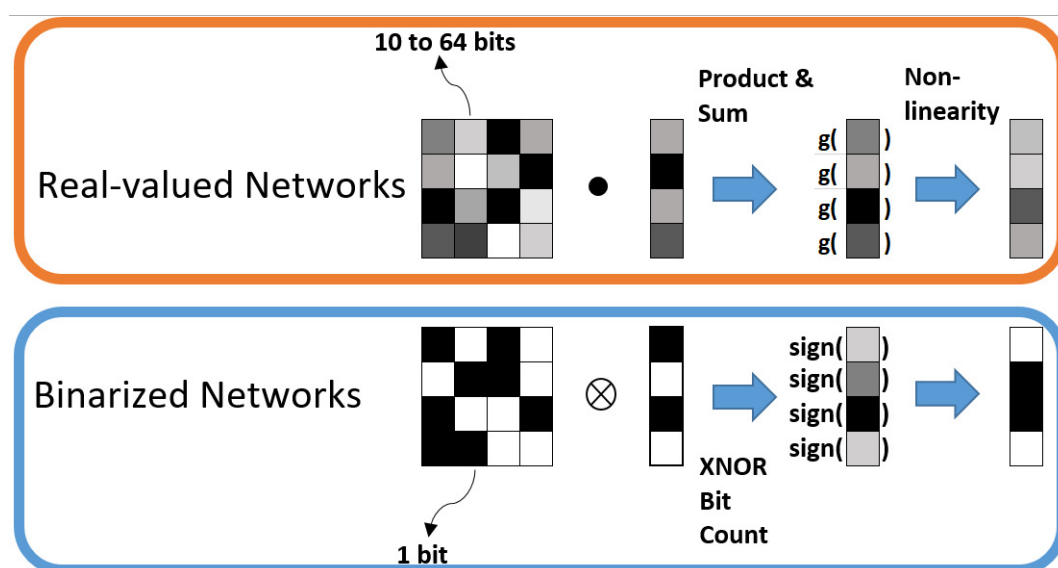 10 to 64 bits
Product &
Sum
Non-
linearity
Real-valued Networks
g( )
g( )
g( )
g( )
Binarized Networks
sign( )
sign( )
sign( )
sign( )
XNOR
Bit
Count
1 bit